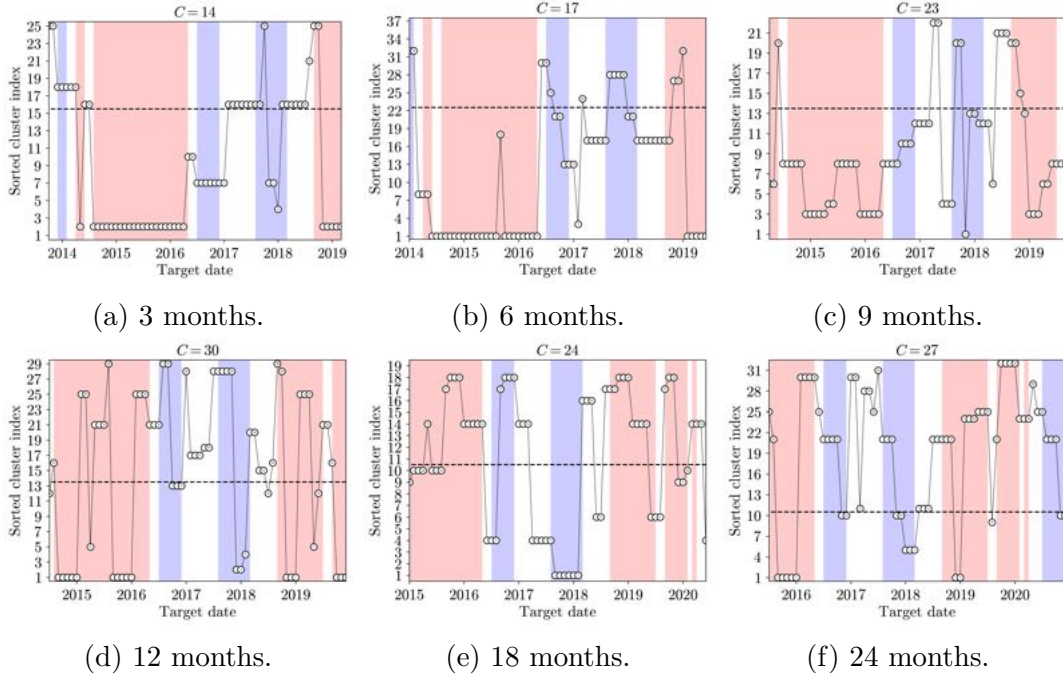 C = 14
C = 17
C = 23
Sorted cluster index
25
23
21
19
17
15
13
11
9
7
5
3
1
2014 2015 2016 2017 2018 2019
Target date
Sorted cluster index
37
34
31
28
25
22
19
16
13
10
7
4
1
2014 2015 2016 2017 2018 2019
Target date
Sorted cluster index
21
19
17
15
13
11
9
7
5
3
1
2015 2016 2017 2018 2019
Target date
(a) 3 months.
(b) 6 months.
(c) 9 months.
C = 30
C = 24
C = 27
Sorted cluster index
29
27
25
23
21
19
17
15
13
11
9
7
5
3
1
2015 2016 2017 2018 2019
Target date
Sorted cluster index
19
18
17
16
15
14
13
12
11
10
9
8
7
6
5
4
3
2
1
2015 2016 2017 2018 2019 2020
Target date
Sorted cluster index
31
28
25
22
19
16
13
10
7
4
1
2016 2017 2018 2019 2020
Target date
(d) 12 months.
(e) 18 months.
(f) 24 months.